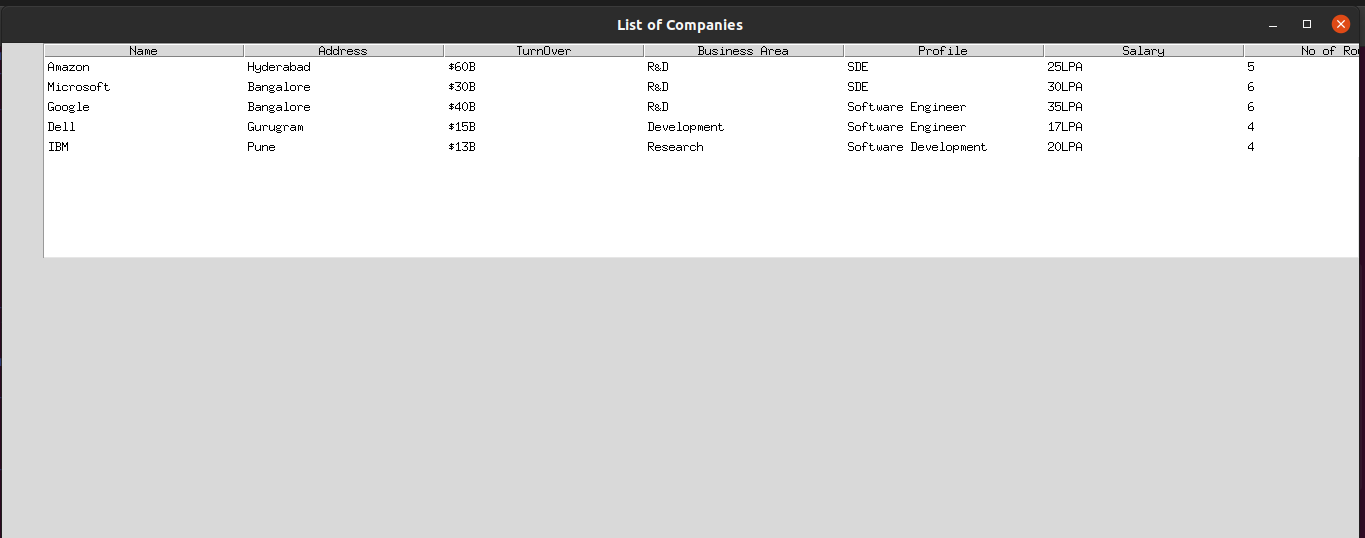 List of Companies
Name Address TurnOver Business Area Profile Salary No of Rou
Amazon Hyderabad $60B R&D SDE 25LPA 5
Microsoft Bangalore $30B R&D SDE 30LPA 6
Google Bangalore $40B R&D Software Engineer 35LPA 6
Dell Gurugram $15B Development Software Engineer 17LPA 4
IBM Pune $13B Research Software Development 20LPA 4